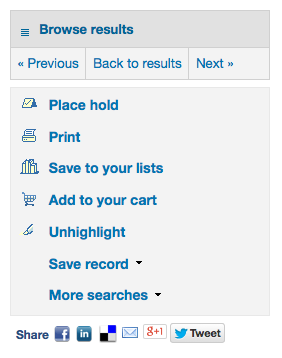 Browse results
« Previous Back to results Next »
Place hold
Print
Save to your lists
Add to your cart
Unhighlight
Save record
More searches
Share in g+1 Tweet